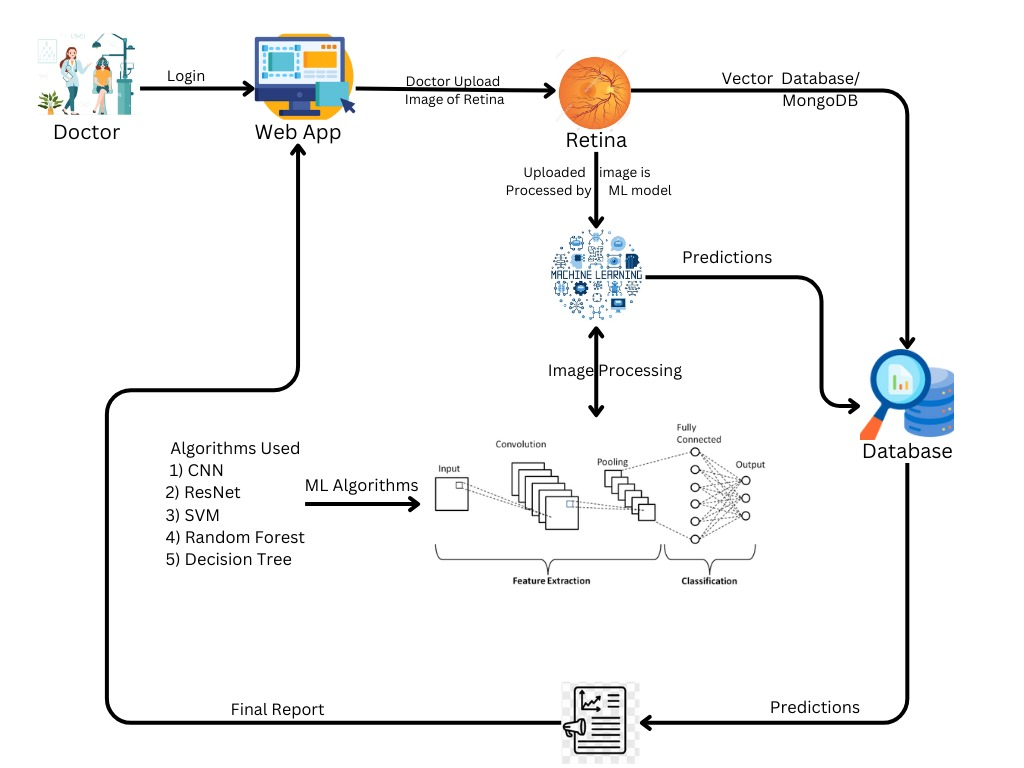 Login
Doctor Upload
Image of Retina
Vector Database/
MongoDB
Doctor
Web App
Retina
Uploaded image is
Processed by ML model
MACHINE LEARNING
Predictions
Image Processing
Database
Algorithms Used
1) CNN
2) ResNet
3) SVM
4) Random Forest
5) Decision Tree
ML Algorithms
Input
Convolution
Pooling
Fully
Connected
Output
Feature Extraction
Classification
Final Report
Predictions